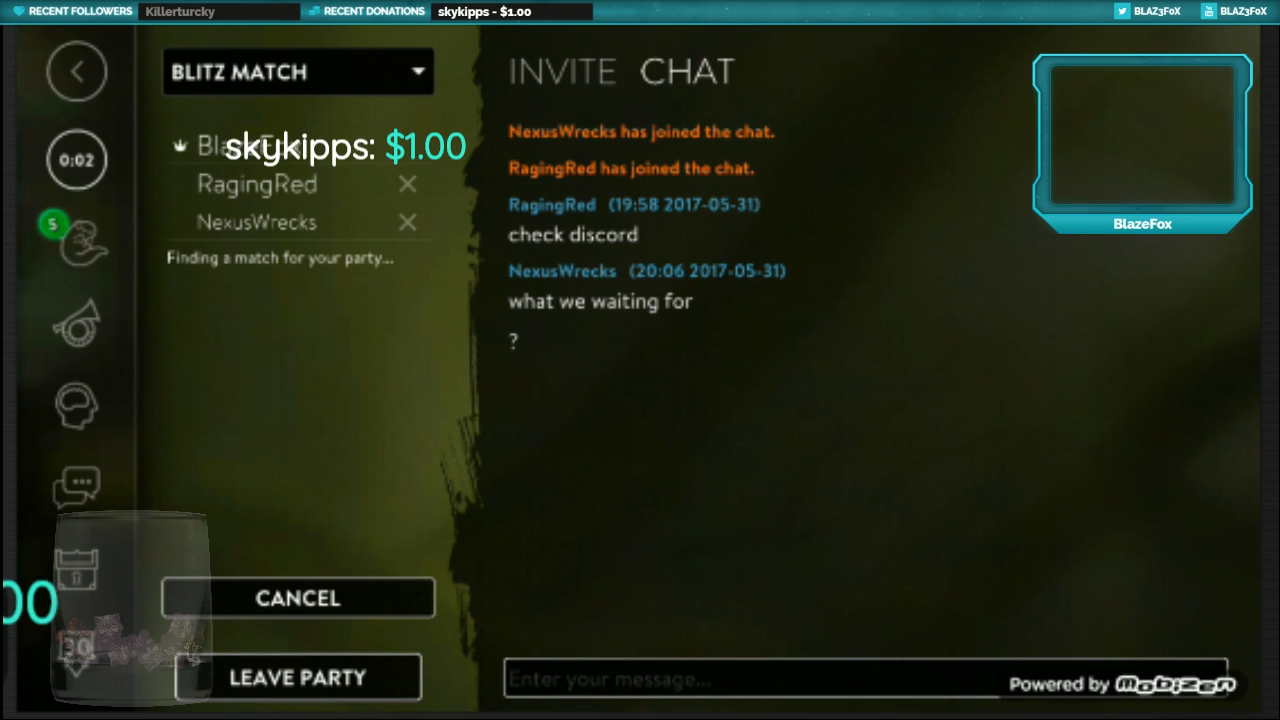 RECENT FOLLOWERS Killerturcky RECENT DONATIONS skykipps - $1.00 BLAZ3FoX BLAZ3FoX
BLITZ MATCH
INVITE CHAT
skykipps: $1.00
0:02
RagingRed
5
NexusWrecks
Finding a match for your party...
NexusWrecks has joined the chat.
RagingRed has joined the chat.
RagingRed (19:58 2017-05-31)
check discord
NexusWrecks (20:06 2017-05-31)
what we waiting for
?
BlazeFox
00
30
CANCEL
LEAVE PARTY
Enter your message...
Powered by Mobizen